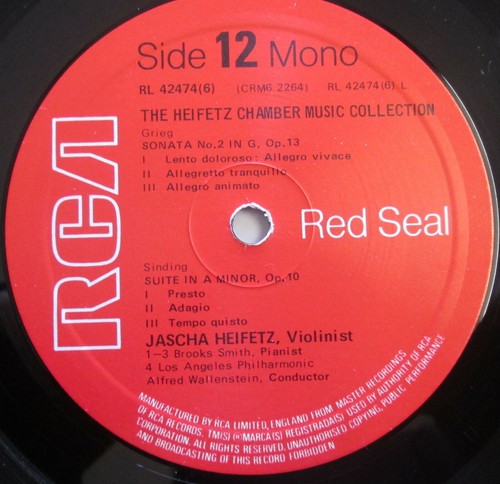 Side 12 Mono
RL 42474(6) (CRM6 2264) RL 42474(6) L
THE HEIFETZ CHAMBER MUSIC COLLECTION
Grieg
SONATA No.2 IN G, Op.13
I Lento doloroso: Allegro vivace
II Allegretto tranquillo
III Allegro animato
RCA
Red Seal
Sinding
SUITE IN A MINOR, Op.10
I Presto
II Adagio
III Tempo quisto
JASCHA HEIFETZ, Violinist
1–3 Brooks Smith, Pianist
4 Los Angeles Philharmonic
Alfred Wallenstein, Conductor
MANUFACTURED BY RCA LIMITED, ENGLAND FROM MASTER RECORDINGS
OF RCA RECORDS. TM(S) ® MARCA(S) REGISTRADA(S) USED BY AUTHORITY OF RCA
CORPORATION. ALL RIGHTS RESERVED. UNAUTHORISED COPYING, PUBLIC PERFORMANCE,
AND BROADCASTING OF THIS RECORD FORBIDDEN